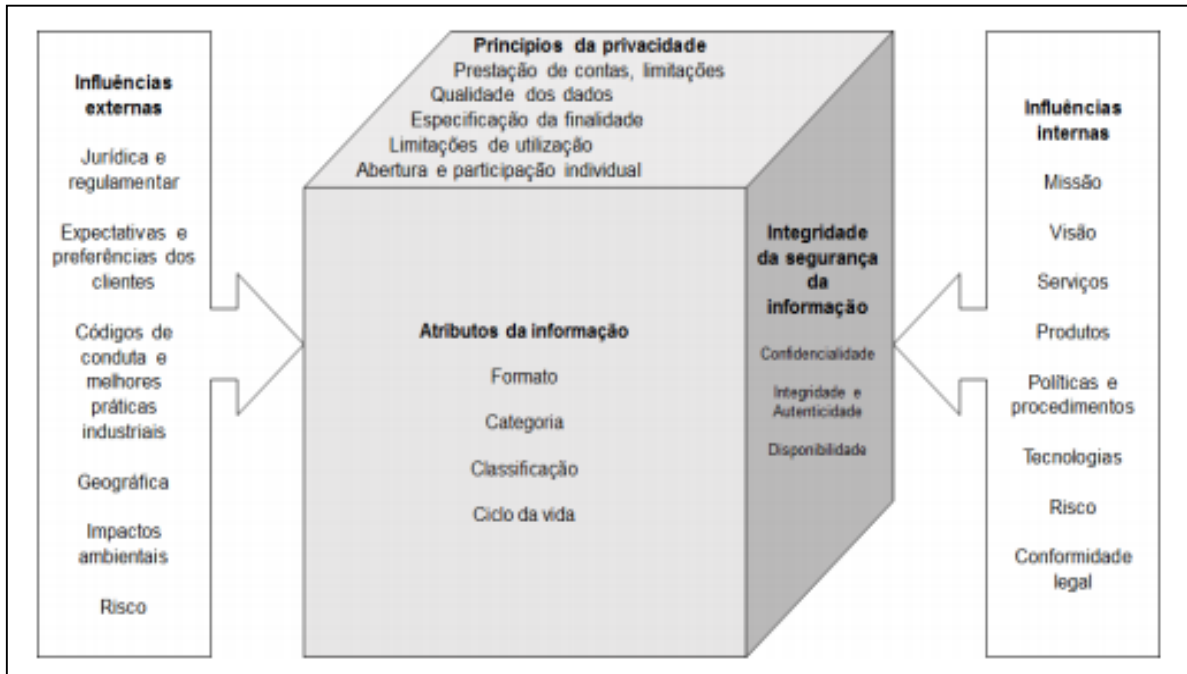 Influências
externas
Jurídica e
regulamentar
Expectativas e
preferências dos
clientes
Códigos de
conduta e
melhores
práticas
industriais
Geográfica
Impactos
ambientais
Risco
Principios da privacidade
Prestação de contas, limitações
Qualidade dos dados
Especificação da finalidade
Limitações de utilização
Abertura e participação individual
Atributos da informação
Formato
Categoria
Classificação
Ciclo da vida
Integridade
da segurança
da
informação
Confidencialidade
Integridade e
Autenticidade
Disponibilidade
Influências
internas
Missão
Visão
Serviços
Produtos
Políticas e
procedimentos
Tecnologias
Risco
Conformidade
legal